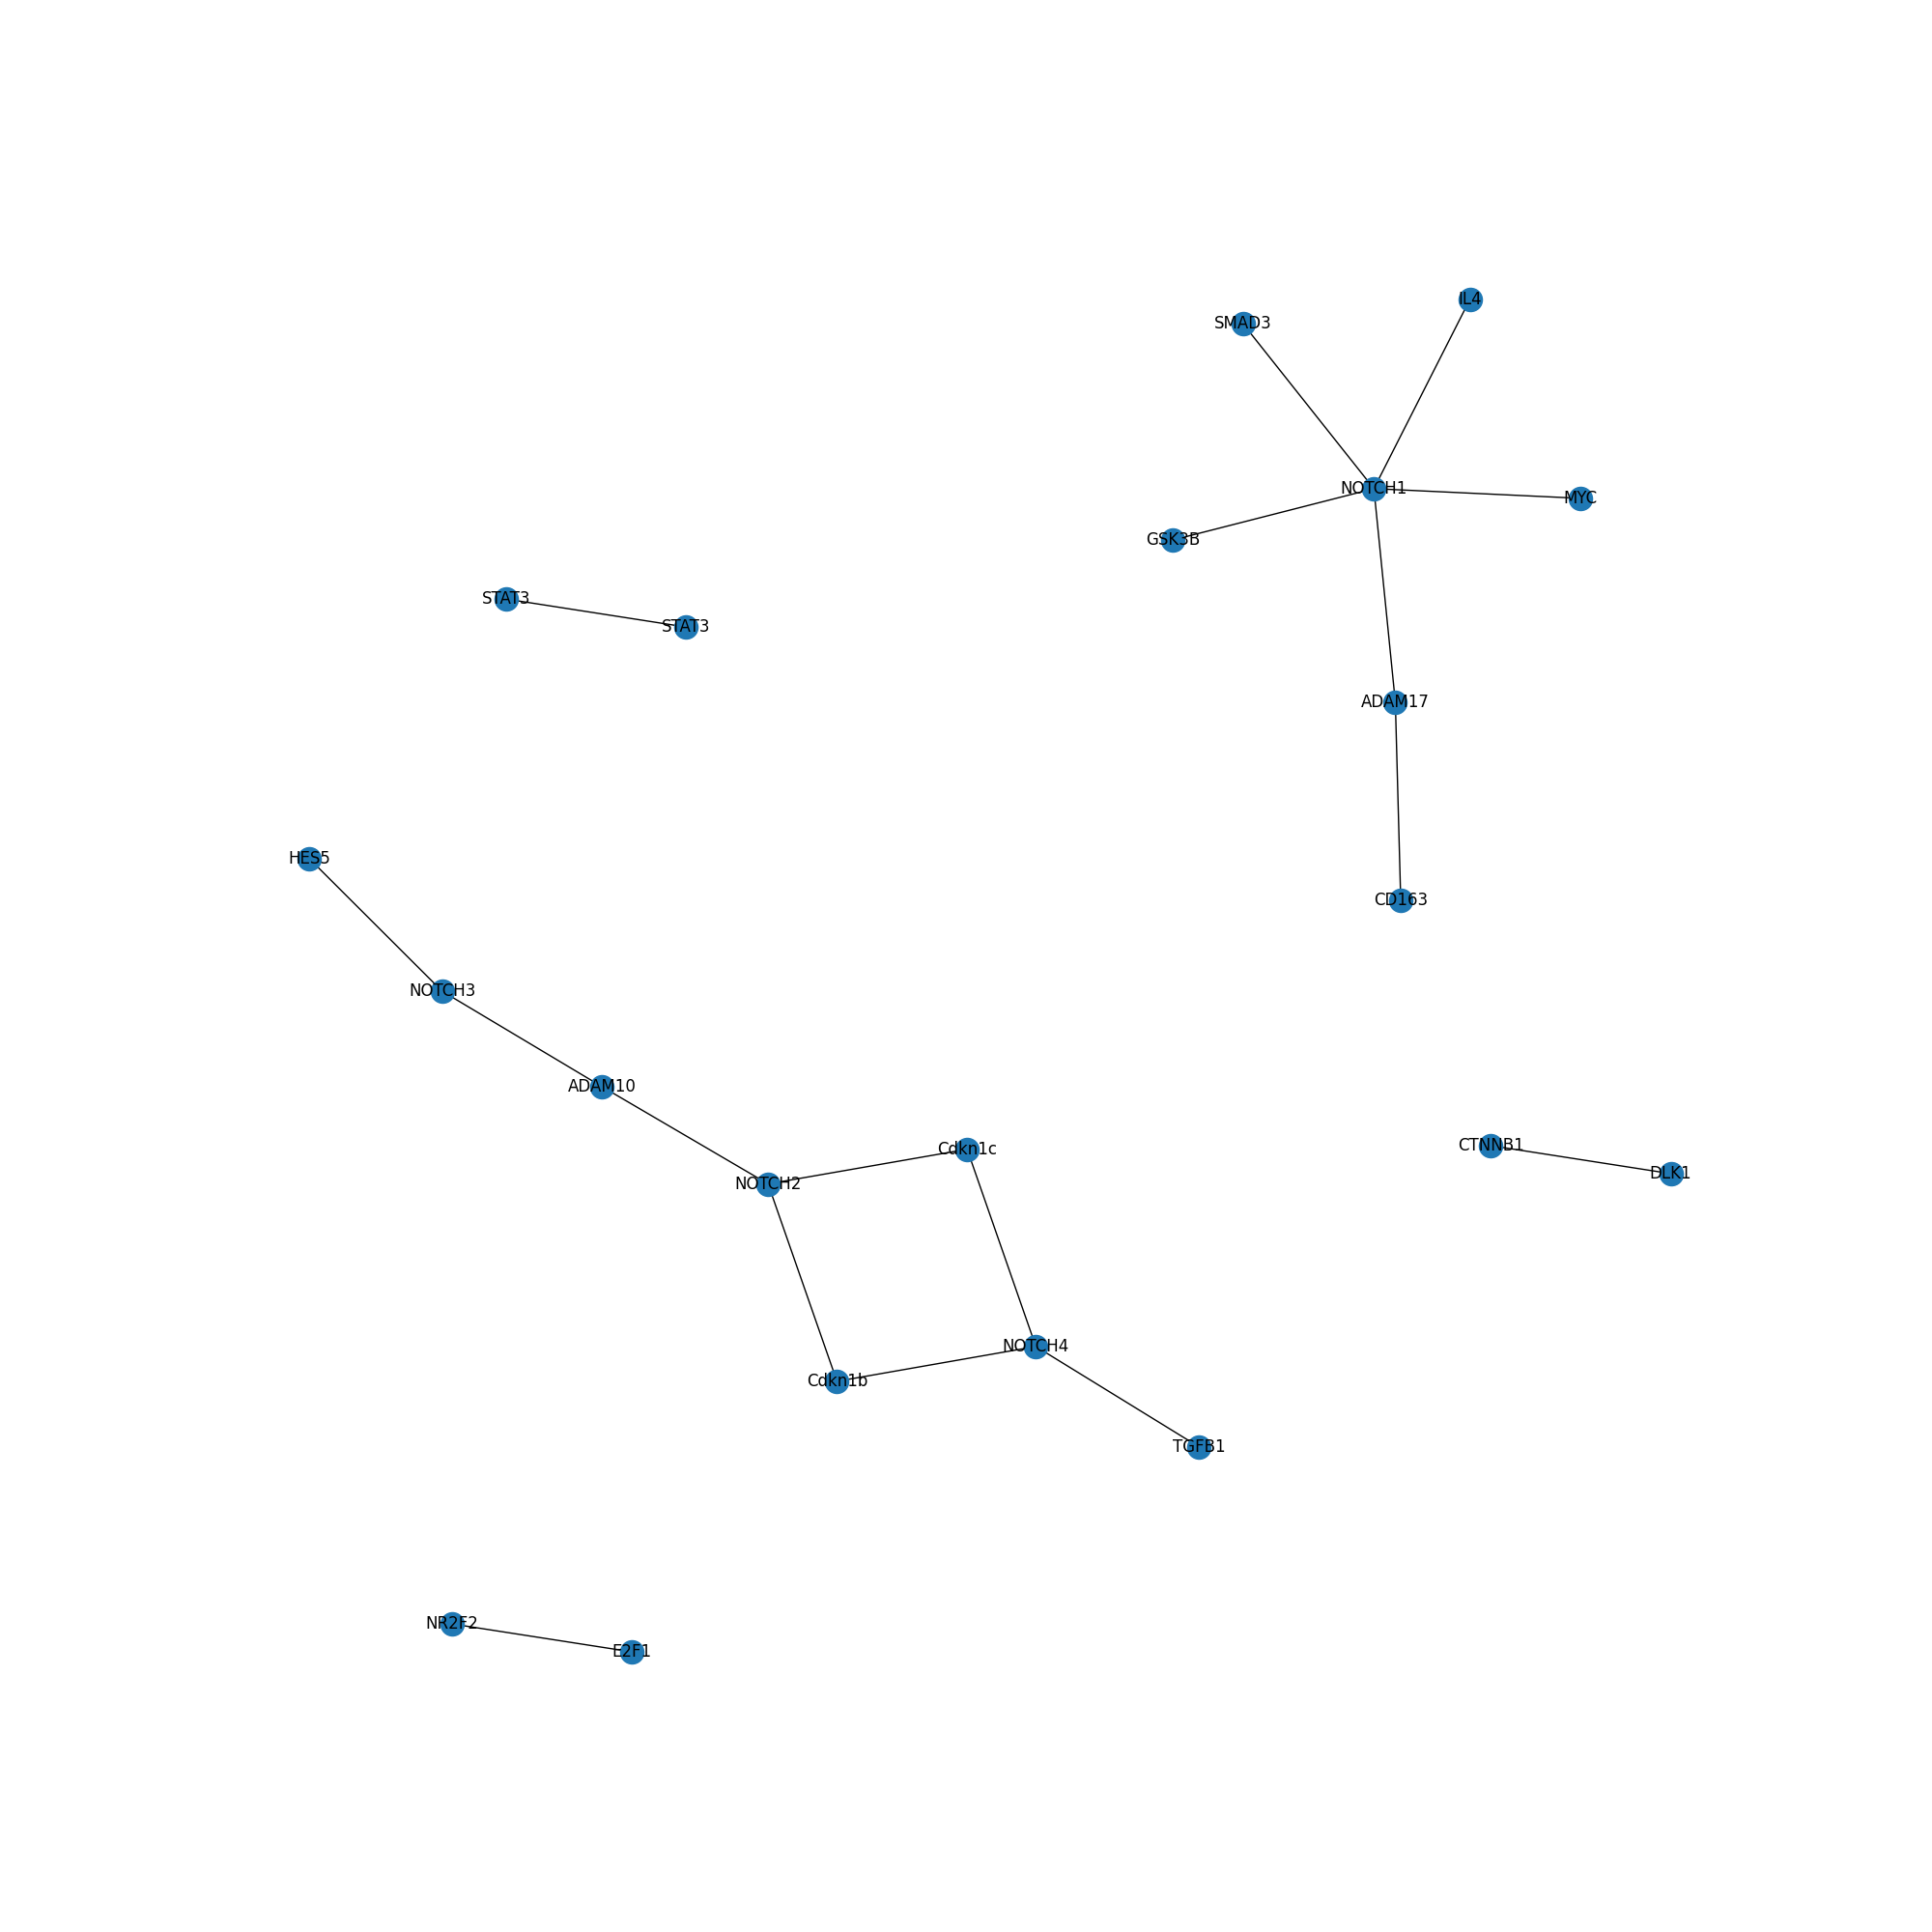 IL4
SMAD3
NOTCH1
MYC
GSK3B
STAT3
STAT3
ADAM17
HES5
CD163
NOTCH3
ADAM10
CTNNB1
Cdkn1c
DLK1
NOTCH2
NOTCH4
Cdkn1b
TGFB1
NR2F2
E2F1